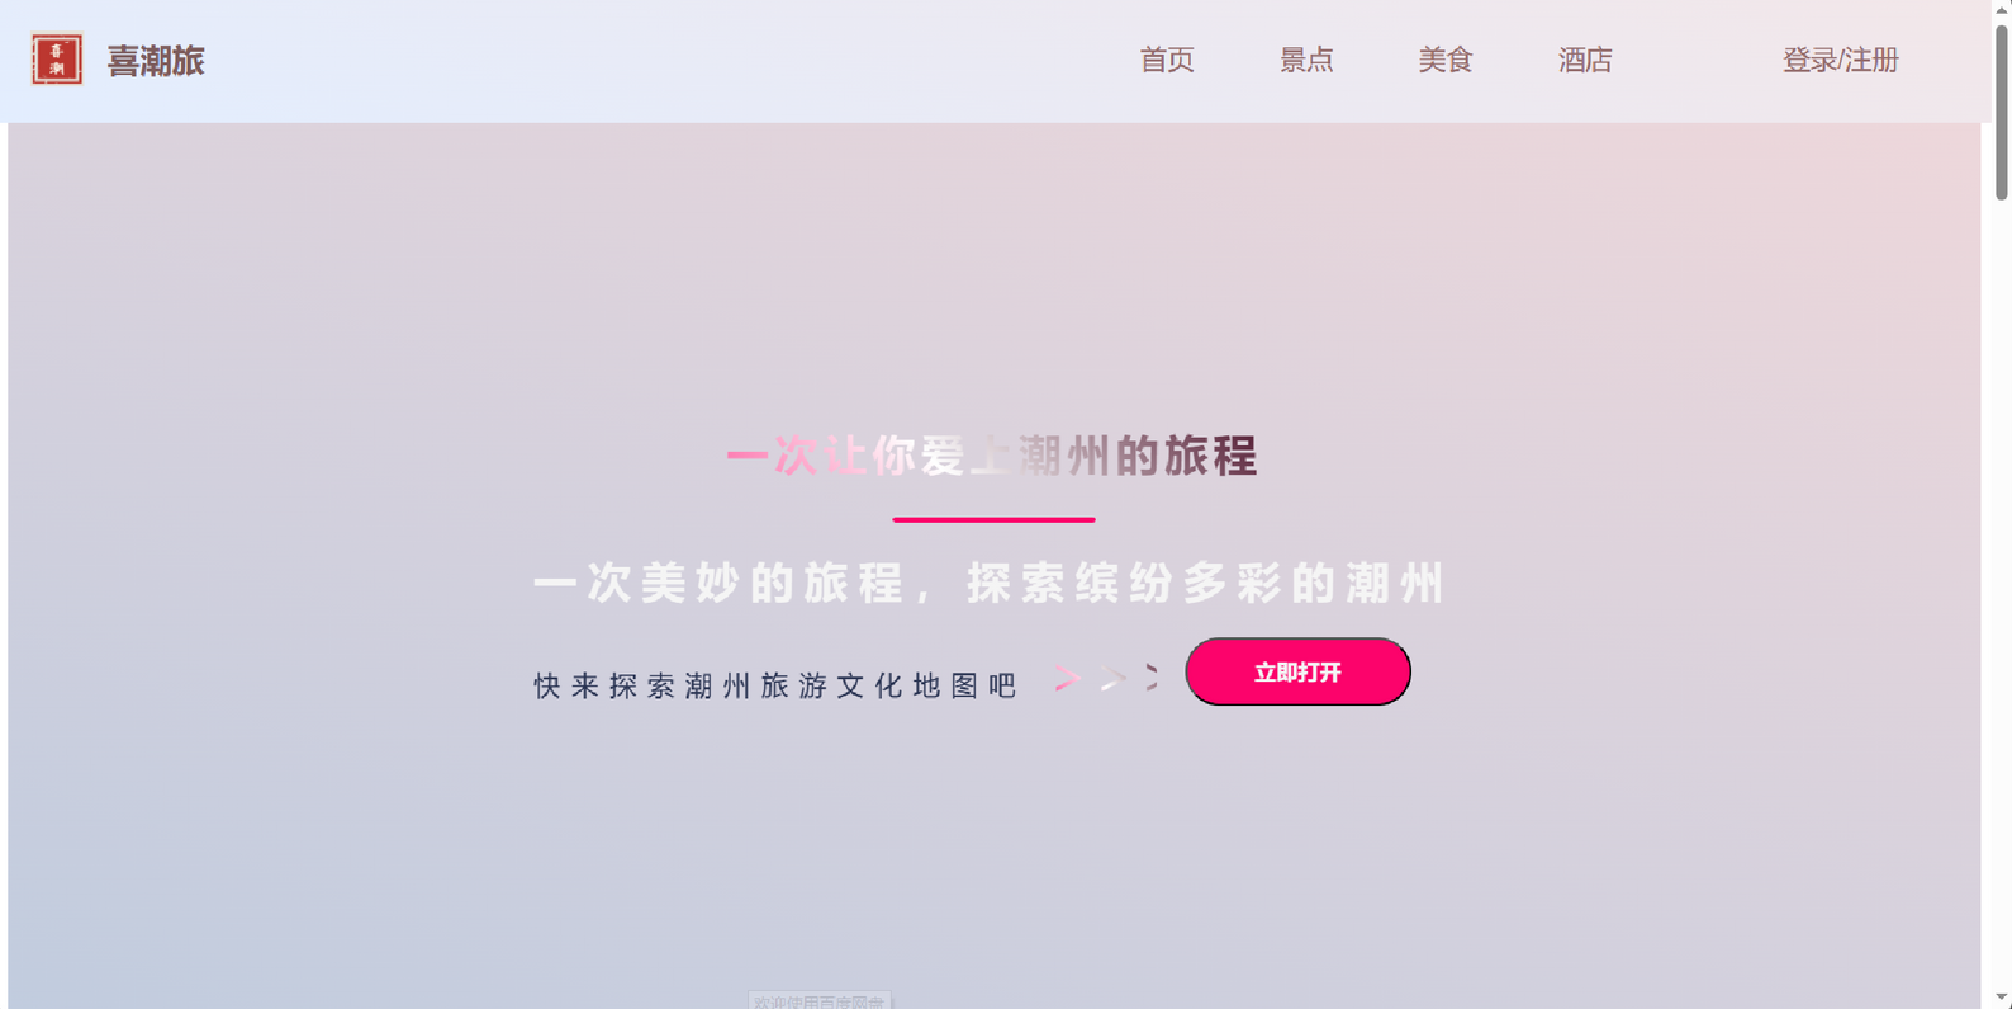 喜潮
喜潮旅
首页 景点 美食 酒店 登录/注册
一次让你爱上潮州的旅程
一次美妙的旅程，探索缤纷多彩的潮州
快来探索潮州旅游文化地图吧 > > > 立即打开
欢迎使用百度网盘